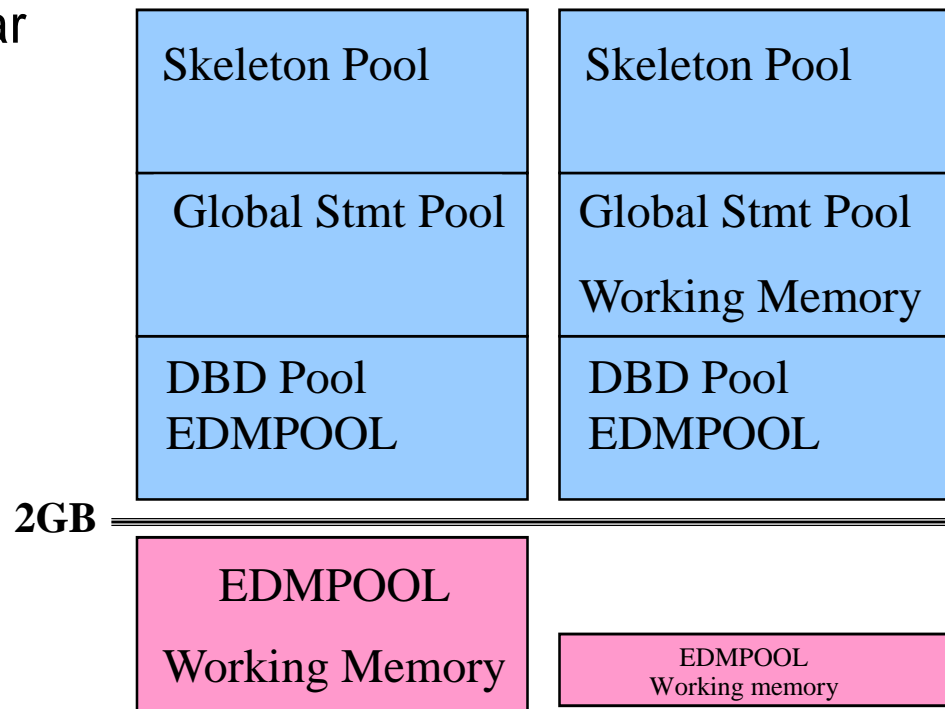 ar
Skeleton Pool
Global Stmt Pool
DBD Pool
EDMPOOL
Skeleton Pool
Global Stmt Pool
Working Memory
DBD Pool
EDMPOOL
2GB
EDMPOOL
Working Memory
EDMPOOL
Working memory